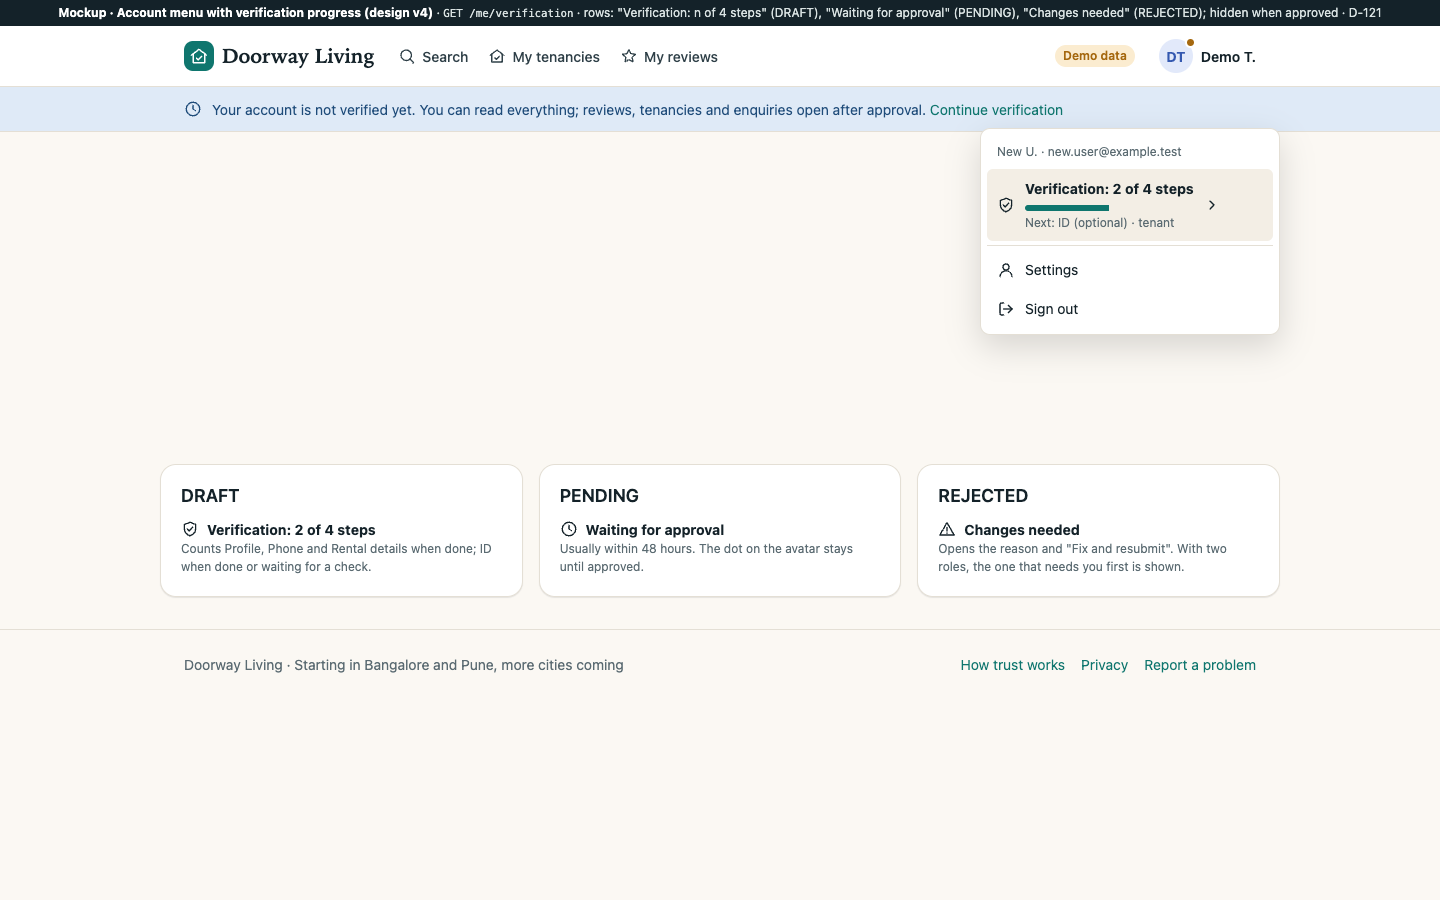 Mockup · Account menu with verification progress (design v4) · GET /me/verification · rows: "Verification: n of 4 steps" (DRAFT), "Waiting for approval" (PENDING), "Changes needed" (REJECTED); hidden when approved · D-121
Doorway Living Search My tenancies My reviews Demo data DT Demo T.
Your account is not verified yet. You can read everything; reviews, tenancies and enquiries open after approval. Continue verification
New U. · new.user@example.test
Verification: 2 of 4 steps
Next: ID (optional) · tenant
Settings
Sign out
DRAFT
Verification: 2 of 4 steps
Counts Profile, Phone and Rental details when done; ID
when done or waiting for a check.
PENDING
Waiting for approval
Usually within 48 hours. The dot on the avatar stays
until approved.
REJECTED
Changes needed
Opens the reason and "Fix and resubmit". With two
roles, the one that needs you first is shown.
Doorway Living · Starting in Bangalore and Pune, more cities coming
How trust works Privacy Report a problem